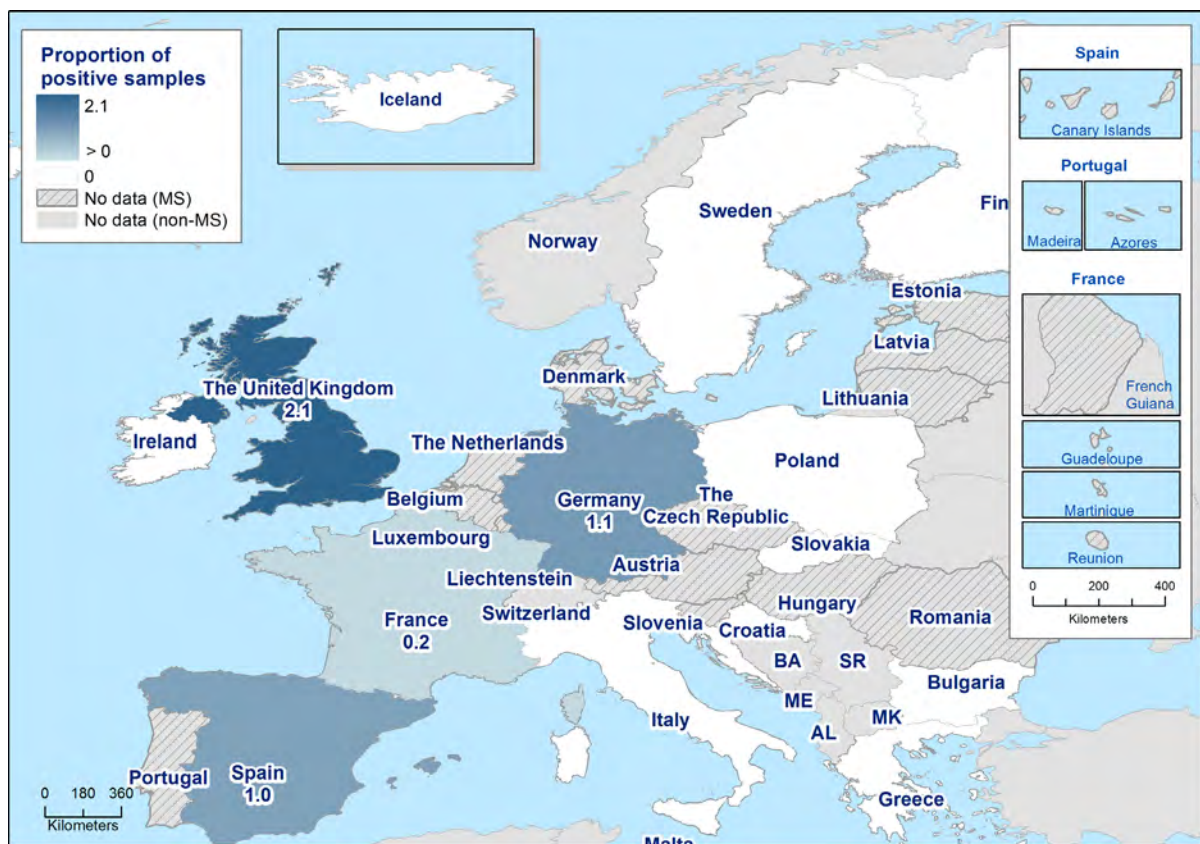 Proportion of
positive samples
2.1
> 0
0
No data (MS)
No data (non-MS)
Iceland
Spain
Canary Islands
Portugal
Madeira
Azores
France
French
Guiana
Guadeloupe
Martinique
Reunion
0 200 400
Kilometers
Norway
Sweden
Fin
Estonia
Latvia
Denmark
Lithuania
The United Kingdom
2.1
Ireland
The Netherlands
Poland
Belgium
Germany
1.1
The
Czech Republic
Luxembourg
Slovakia
Austria
Liechtenstein
Switzerland
Hungary
France
0.2
Slovenia
Croatia
Romania
BA
SR
Bulgaria
ME
MK
Italy
AL
Portugal
Spain
1.0
Greece
0 180 360
Kilometers
Malta